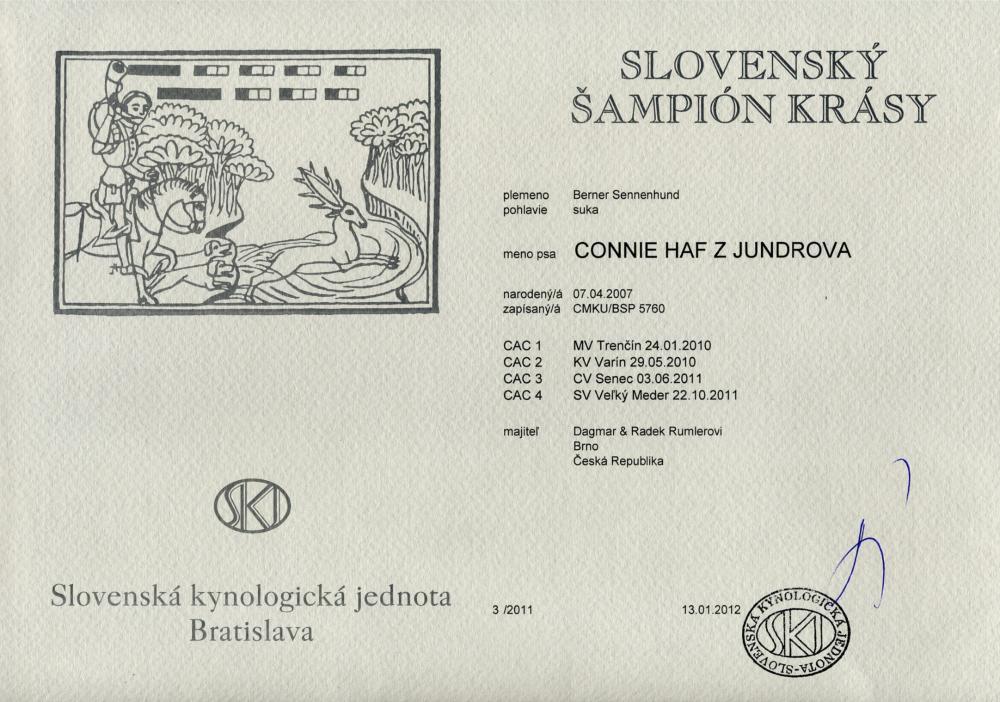 SLOVENSKÝ
ŠAMPIÓN KRÁSY
plemeno Berner Sennenhund
pohlavie suka
meno psa CONNIE HAF Z JUNDROVA
narodený/á 07.04.2007
zapísaný/á CMKU/BSP 5760
CAC 1 MV Trenčín 24.01.2010
CAC 2 KV Varín 29.05.2010
CAC 3 CV Senec 03.06.2011
CAC 4 SV Veľký Meder 22.10.2011
majiteľ Dagmar & Radek Rumlerovi
Brno
Česká Republika
SKJ
Slovenská kynologická jednota
Bratislava
3 /2011 13.01.2012
SLOVENSKÁ KYNOLOGICKÁ JEDNOTA
SKJ